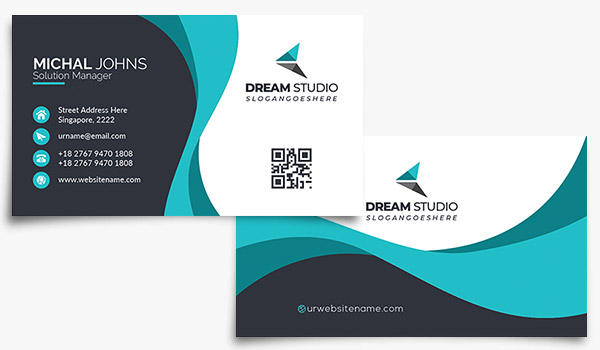 MICHAL JOHNS
Solution Manager
Street Address Here
Singapore, 2222
urname@email.com
+18 2767 9470 1808
+18 2767 9470 1808
www.websitename.com
DREAM STUDIO
SLOGANGOESHERE
DREAM STUDIO
SLOGANGOESHERE
urwebsitename.com